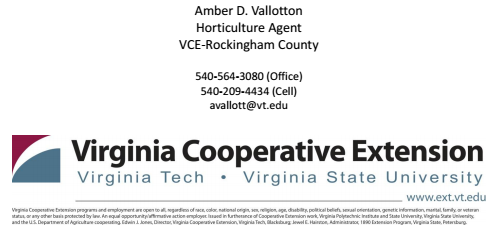 Amber D. Vallotton
Horticulture Agent
VCE-Rockingham County
540-564-3080 (Office)
540-209-4434 (Cell)
avallott@vt.edu
Virginia Cooperative Extension
Virginia Tech • Virginia State University
www.ext.vt.edu
Virginia Cooperative Extension programs and employment are open to all, regardless of race, color, national origin, sex, religion, age, disability, political beliefs, sexual orientation, genetic information, marital, family, or veteran
status, or any other basis protected by law. An equal opportunity/affirmative action employer. Issued in furtherance of Cooperative Extension work, Virginia Polytechnic Institute and State University, Virginia State University,
and the U.S. Department of Agriculture cooperating. Edwin J. Jones, Director, Virginia Cooperative Extension, Virginia Tech, Blacksburg; Jewel E. Hairston, Administrator, 1890 Extension Program, Virginia State, Petersburg.